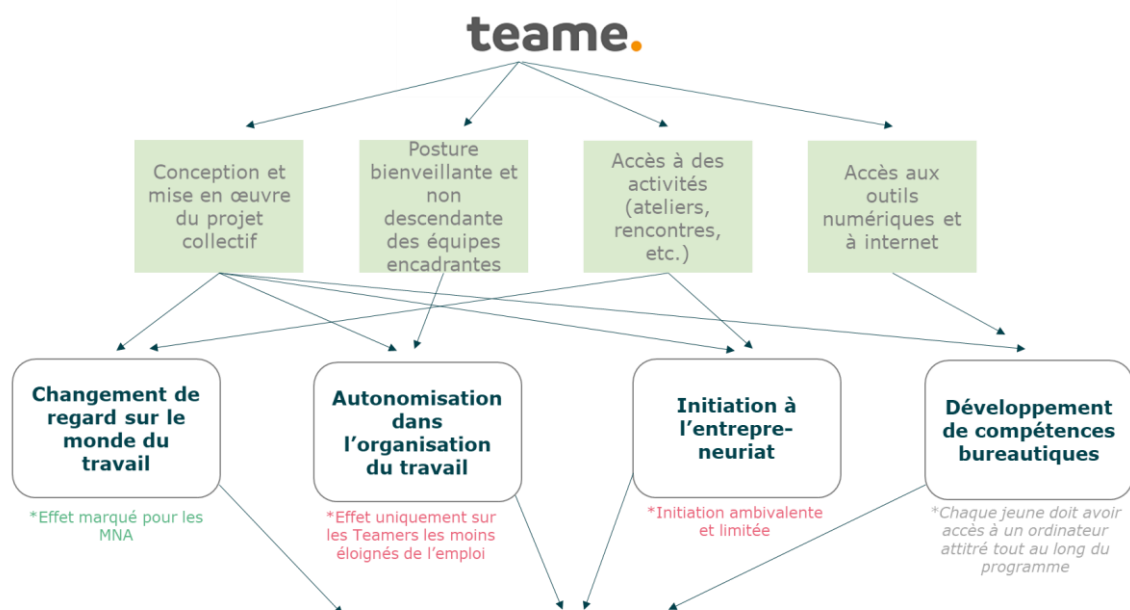 teame.
Conception et
mise en œuvre
du projet
collectif
Posture
bienveillante et
non
descendante
des équipes
encadrantes
Accès à des
activités
(ateliers,
rencontres,
etc.)
Accès aux
outils
numériques et
à internet
Changement de
regard sur le
monde du
travail
Autonomisation
dans
l'organisation
du travail
Initiation à
l'entrepre-
neuriat
Développement
de compétences
bureautiques
*Effet marqué pour les
MNA
*Effet uniquement sur
les Teamers les moins
éloignés de l'emploi
*Initiation ambivalente
et limitée
*Chaque jeune doit avoir
accès à un ordinateur
attitré tout au long du
programme